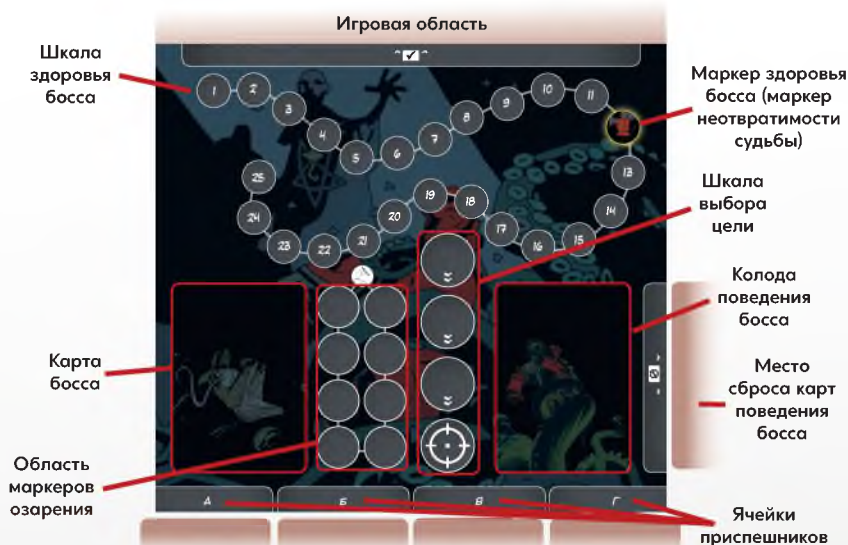 Игровая область
Шкала
здоровья
босса
1
2
3
4
5
6
7
8
9
10
11
13
14
15
16
17
18
19
20
21
22
23
24
25
Маркер здоровья
босса (маркер
неотвратимости
судьбы)
Шкала
выбора
цели
Колода
поведения
босса
Место
сброса карт
поведения
босса
Карта
босса
Область
маркеров
озарения
А
Б
В
Г
Ячейки
приспешников